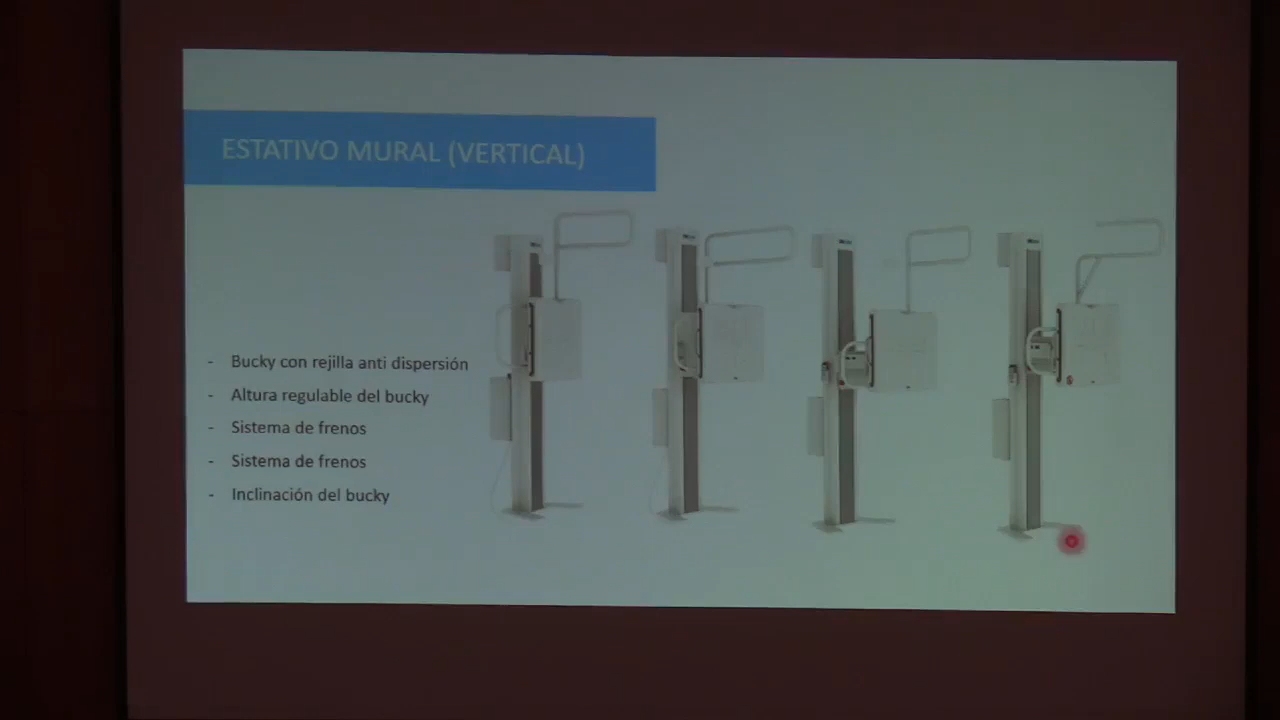 ESTATIVO MURAL (VERTICAL)
- Bucky con rejilla anti dispersión
- Altura regulable del bucky
- Sistema de frenos
- Sistema de frenos
- Inclinación del bucky